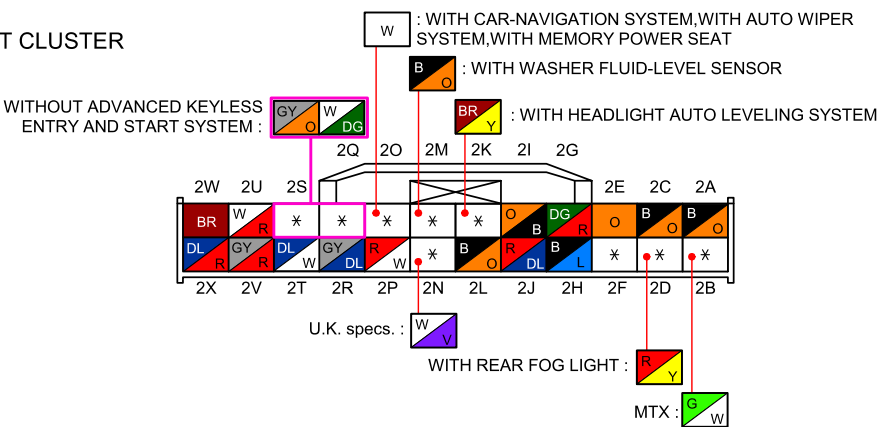 : WITH CAR-NAVIGATION SYSTEM,WITH AUTO WIPER
W
SYSTEM,WITH MEMORY POWER SEAT
T CLUSTER
B O : WITH WASHER FLUID-LEVEL SENSOR
WITHOUT ADVANCED KEYLESS
ENTRY AND START SYSTEM :
GY O W DG
BR Y : WITH HEADLIGHT AUTO LEVELING SYSTEM
2Q 2O 2M 2K 2I 2G
2W 2U 2S 2E 2C 2A
BR W R * * * * * O B DG R O B O B O
DL R GY R DL W GY DL R W * B O R DL B L * * *
2X 2V 2T 2R 2P 2N 2L 2J 2H 2F 2D 2B
U.K. specs. : W V
WITH REAR FOG LIGHT : R Y
MTX : G W